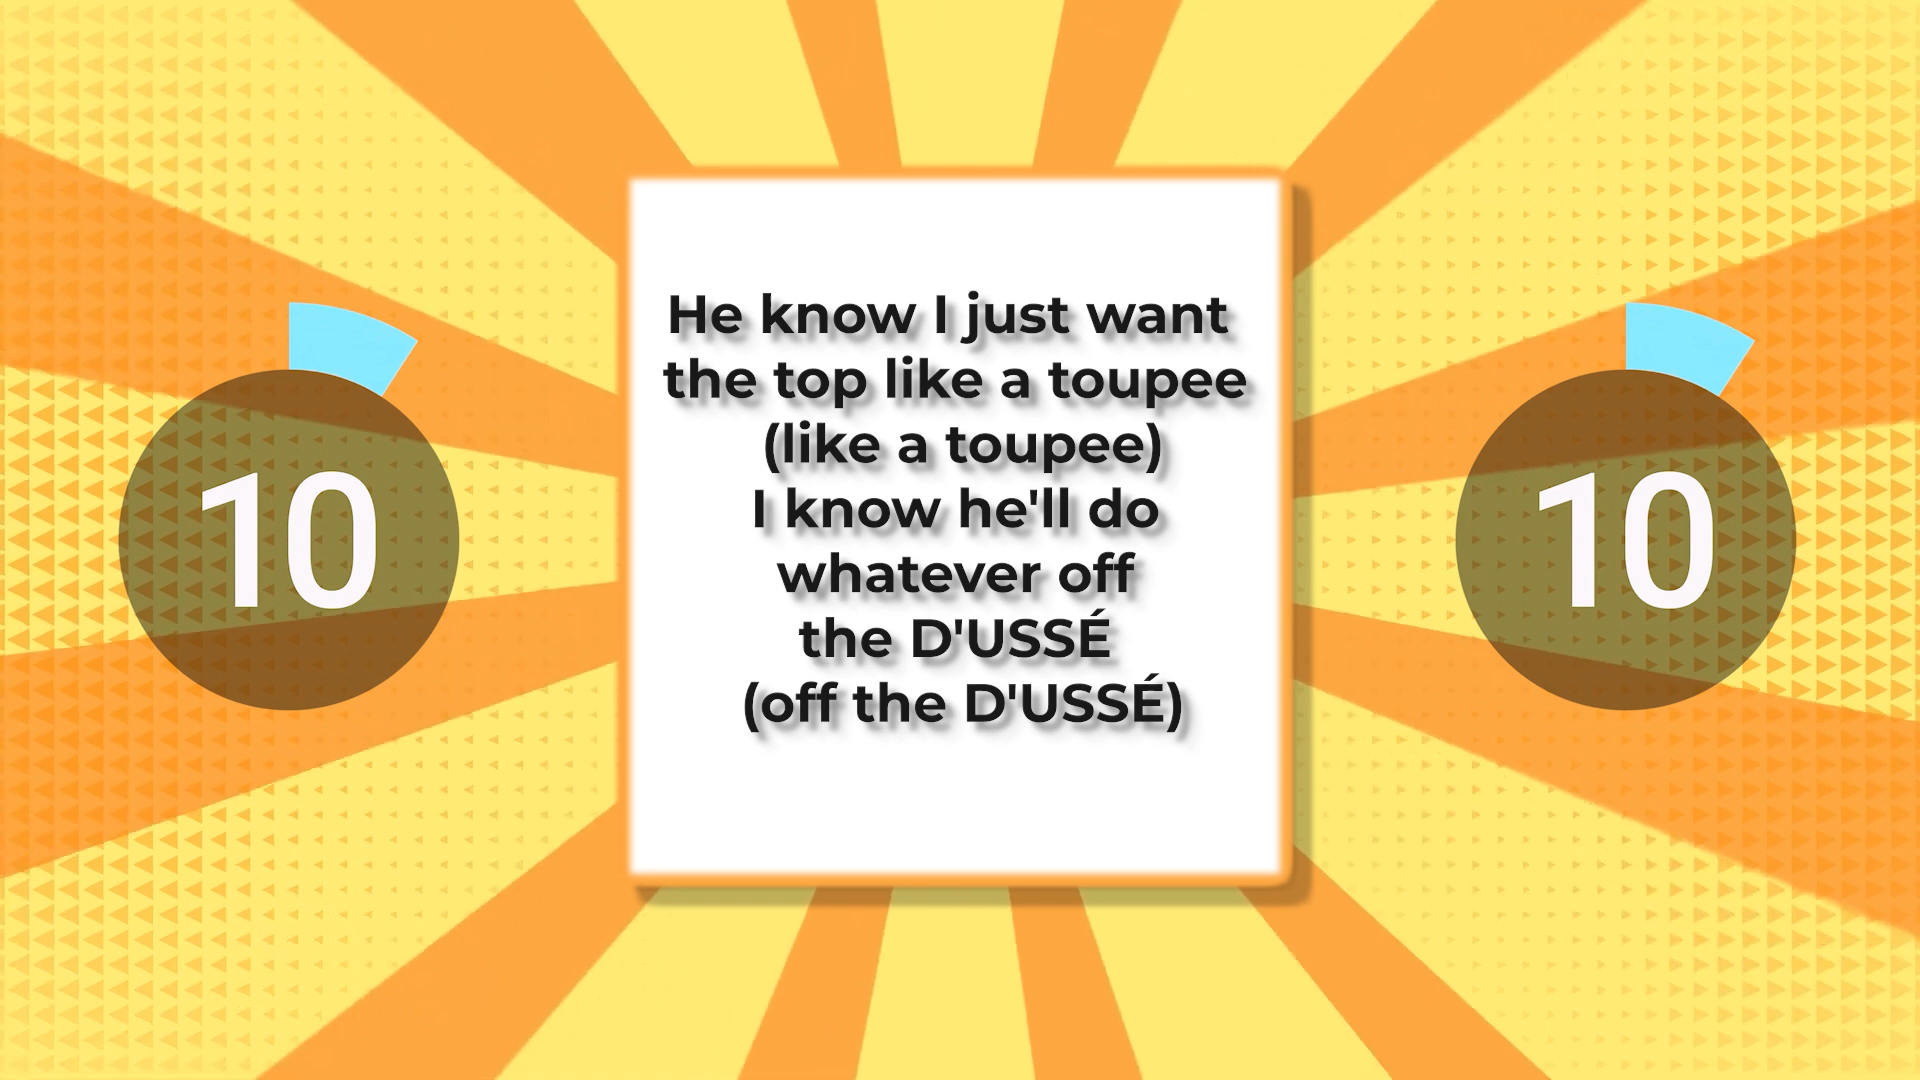 He know I just want
the top like a toupee
(like a toupee)
I know he'll do
whatever off
the D'USSÉ
(off the D'USSÉ)
10
10